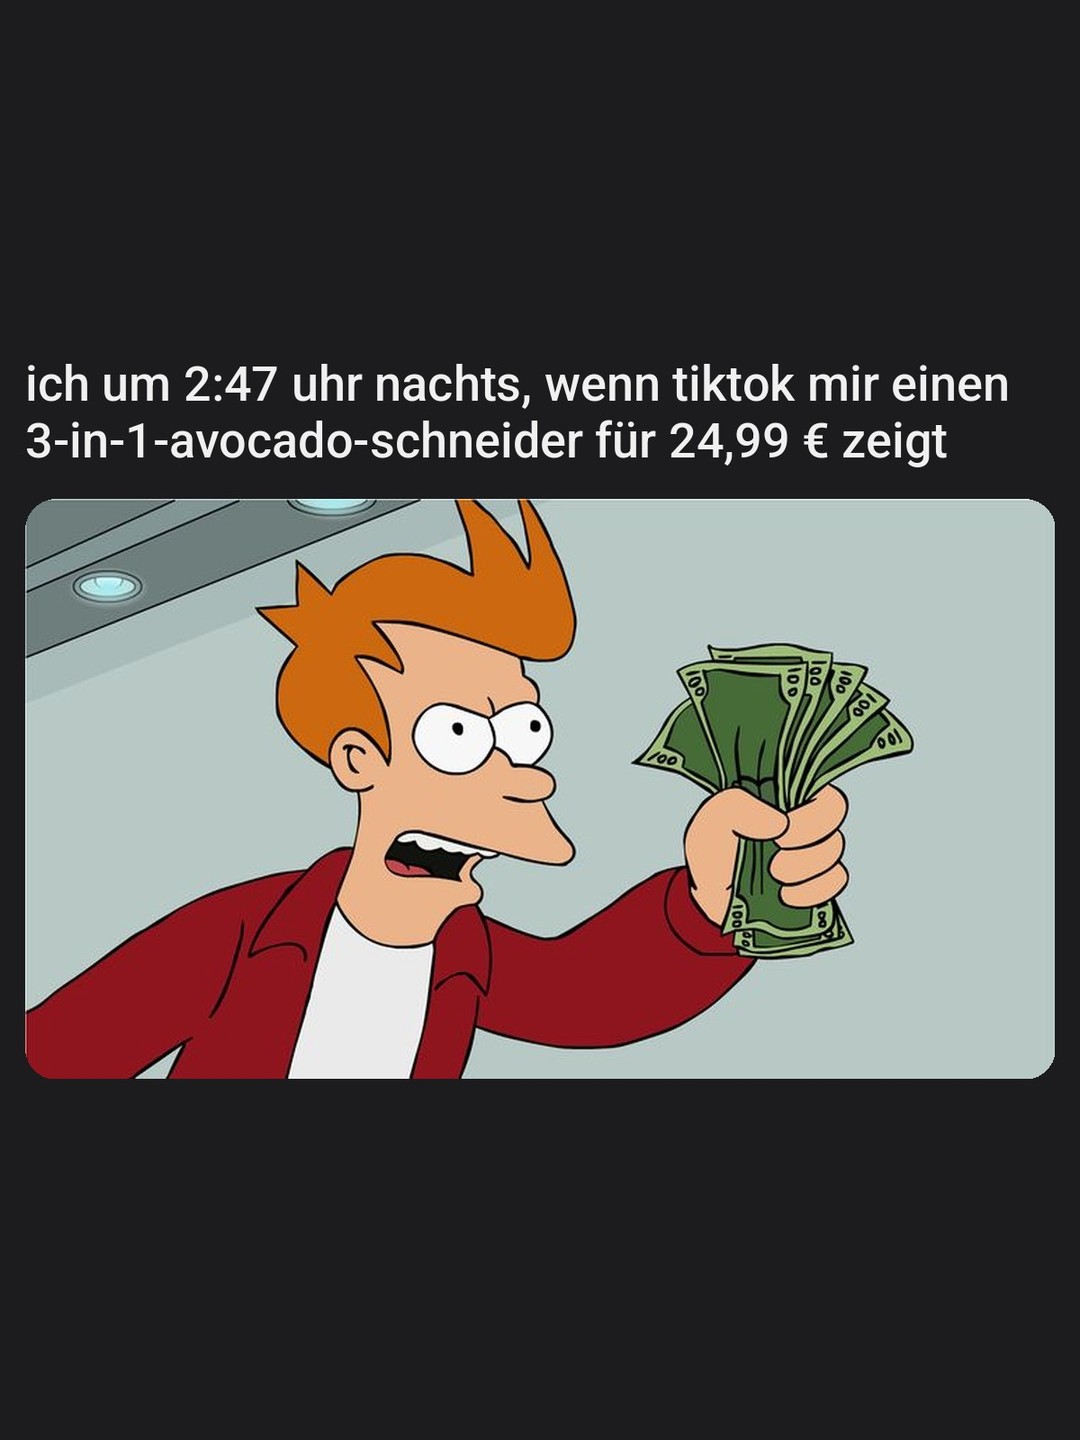 ich um 2:47 uhr nachts, wenn tiktok mir einen
3-in-1-avocado-schneider für 24,99 € zeigt